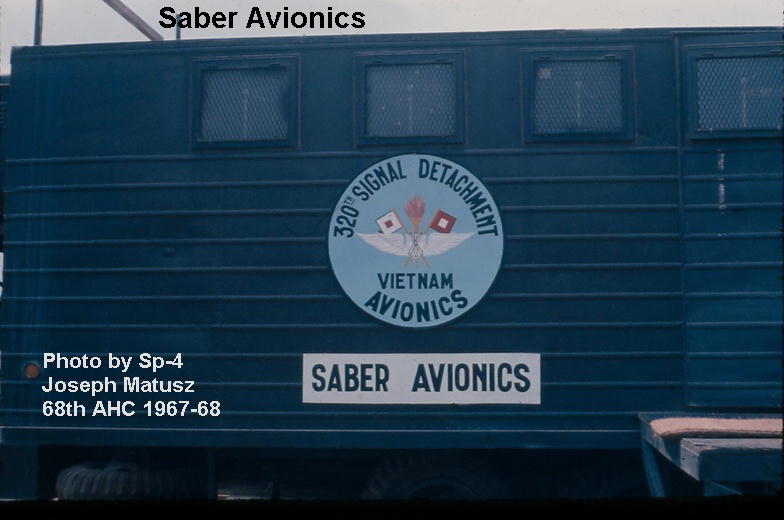 Saber Avionics
320TH SIGNAL DETACHMENT
VIETNAM
AVIONICS
SABER AVIONICS
Photo by Sp-4
Joseph Matusz
68th AHC 1967-68